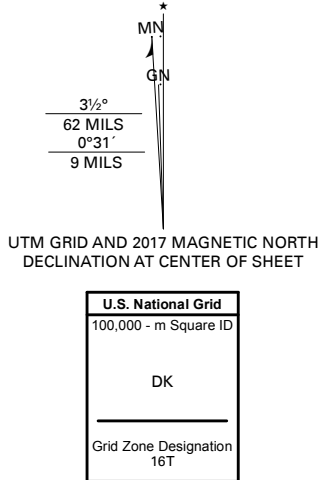 MN
GN
3½°
62 MILS
0°31´
9 MILS
UTM GRID AND 2017 MAGNETIC NORTH
DECLINATION AT CENTER OF SHEET
U.S. National Grid
100,000 - m Square ID
DK
Grid Zone Designation
16T